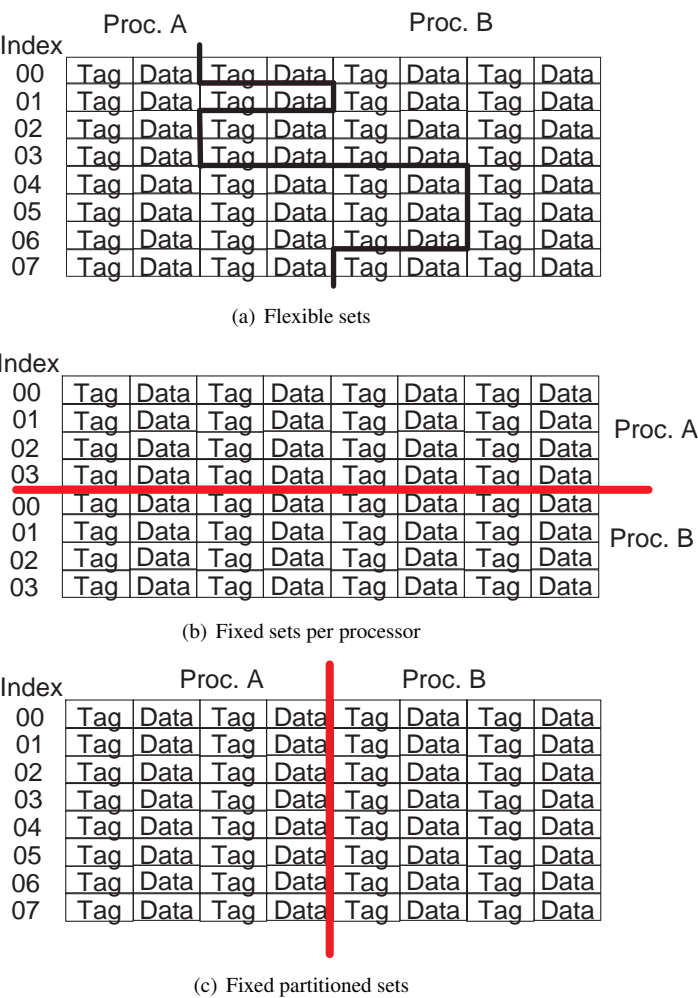 Proc. A Proc. B
Index
00 Tag Data Tag Data Tag Data Tag Data
01 Tag Data Tag Data Tag Data Tag Data
02 Tag Data Tag Data Tag Data Tag Data
03 Tag Data Tag Data Tag Data Tag Data
04 Tag Data Tag Data Tag Data Tag Data
05 Tag Data Tag Data Tag Data Tag Data
06 Tag Data Tag Data Tag Data Tag Data
07 Tag Data Tag Data Tag Data Tag Data
(a) Flexible sets
Index
00 Tag Data Tag Data Tag Data Tag Data
01 Tag Data Tag Data Tag Data Tag Data
Proc. A
02 Tag Data Tag Data Tag Data Tag Data
03 Tag Data Tag Data Tag Data Tag Data
00 Tag Data Tag Data Tag Data Tag Data
01 Tag Data Tag Data Tag Data Tag Data
Proc. B
02 Tag Data Tag Data Tag Data Tag Data
03 Tag Data Tag Data Tag Data Tag Data
(b) Fixed sets per processor
Proc. A Proc. B
Index
00 Tag Data Tag Data Tag Data Tag Data
01 Tag Data Tag Data Tag Data Tag Data
02 Tag Data Tag Data Tag Data Tag Data
03 Tag Data Tag Data Tag Data Tag Data
04 Tag Data Tag Data Tag Data Tag Data
05 Tag Data Tag Data Tag Data Tag Data
06 Tag Data Tag Data Tag Data Tag Data
07 Tag Data Tag Data Tag Data Tag Data
(c) Fixed partitioned sets